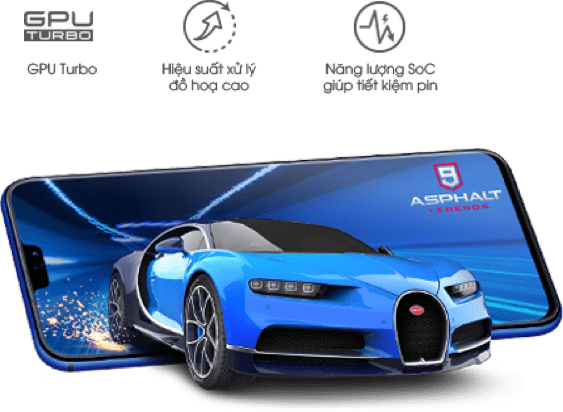 GPU
TURBO
GPU Turbo
Hiệu suất xử lý
đồ hoạ cao
Năng lượng SoC
giúp tiết kiệm pin
9
ASPHALT
LEGENDS